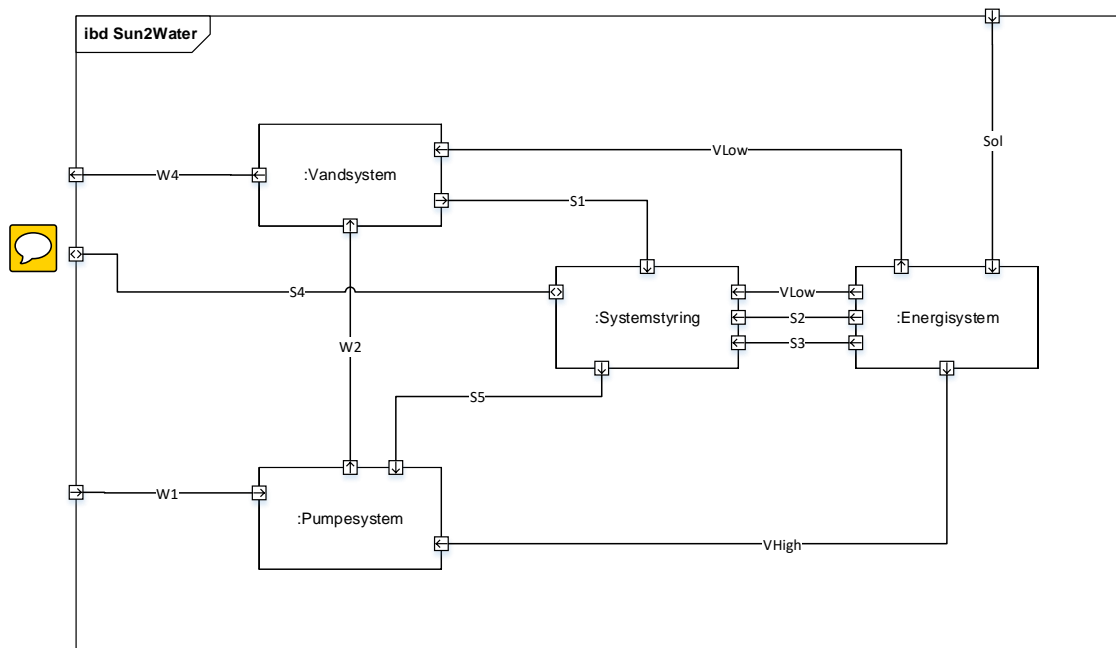 ibd Sun2Water
Sol
VLow
:Vandsystem
W4
S1
S4
VLow
:Systemstyring
S2
:Energisystem
S3
W2
S5
W1
:Pumpesystem
VHigh